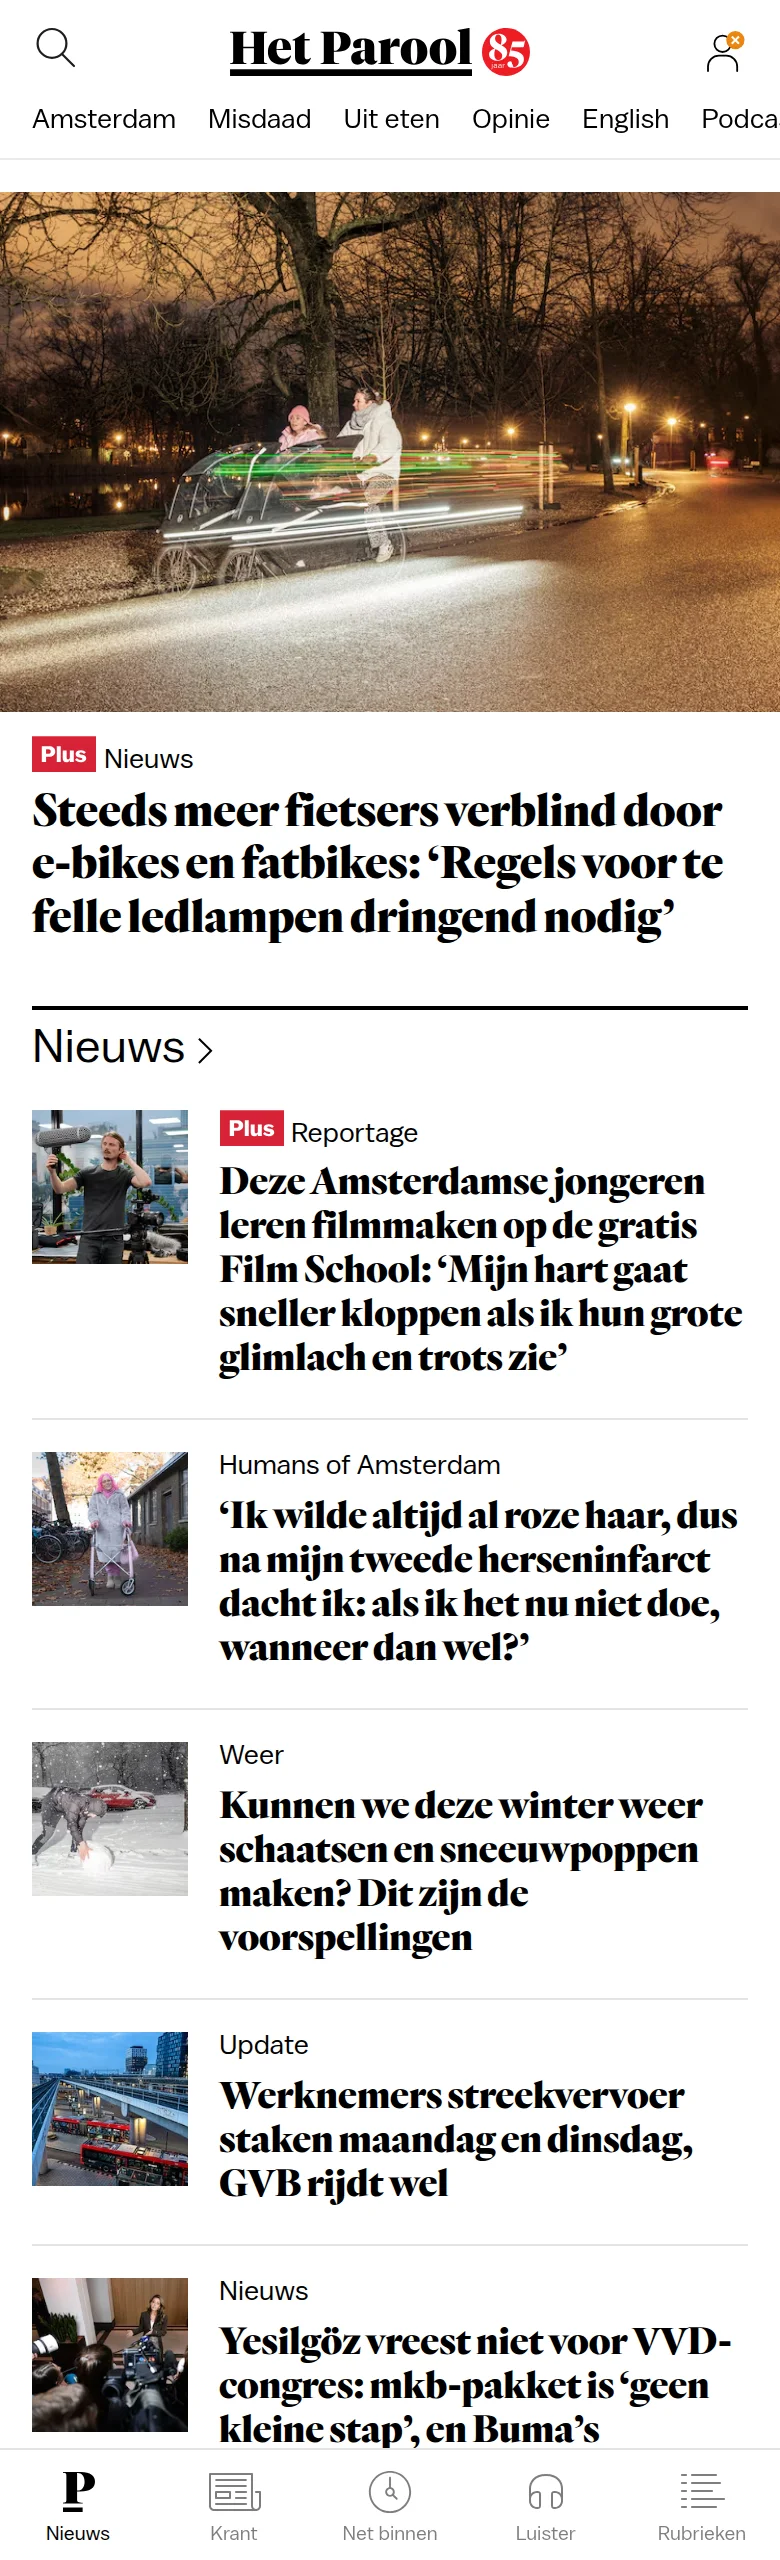 Het Parool 85 jaar
Amsterdam Misdaad Uit eten Opinie English Podca
Plus Nieuws
Steeds meer fietsers verblind door
e-bikes en fatbikes: ‘Regels voor te
felle ledlampen dringend nodig’
Nieuws
Plus Reportage
Deze Amsterdamse jongeren
leren filmmaken op de gratis
Film School: ‘Mijn hart gaat
sneller kloppen als ik hun grote
glimlach en trots zie’
Humans of Amsterdam
‘Ik wilde altijd al roze haar, dus
na mijn tweede herseninfarct
dacht ik: als ik het nu niet doe,
wanneer dan wel?’
Weer
Kunnen we deze winter weer
schaatsen en sneeuwpoppen
maken? Dit zijn de
voorspellingen
Update
Werknemers streekvervoer
staken maandag en dinsdag,
GVB rijdt wel
Nieuws
Yesilgöz vreest niet voor VVD-
congres: mkb-pakket is ‘geen
kleine stap’, en Buma’s
P
Nieuws Krant Net binnen Luister Rubrieken